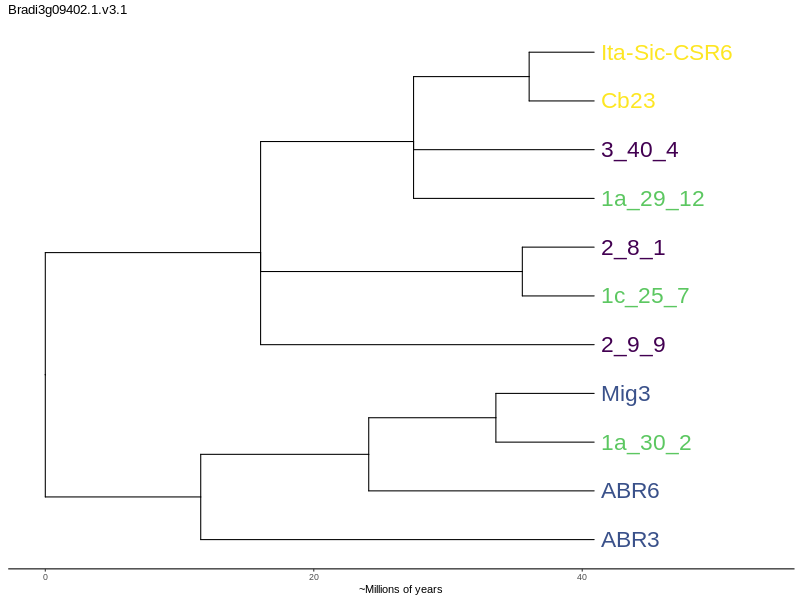 Bradi3g09402.1.v3.1
Ita-Sic-CSR6
Cb23
3_40_4
1a_29_12
2_8_1
1c_25_7
2_9_9
Mig3
1a_30_2
ABR6
ABR3
0 20 40
~Millions of years